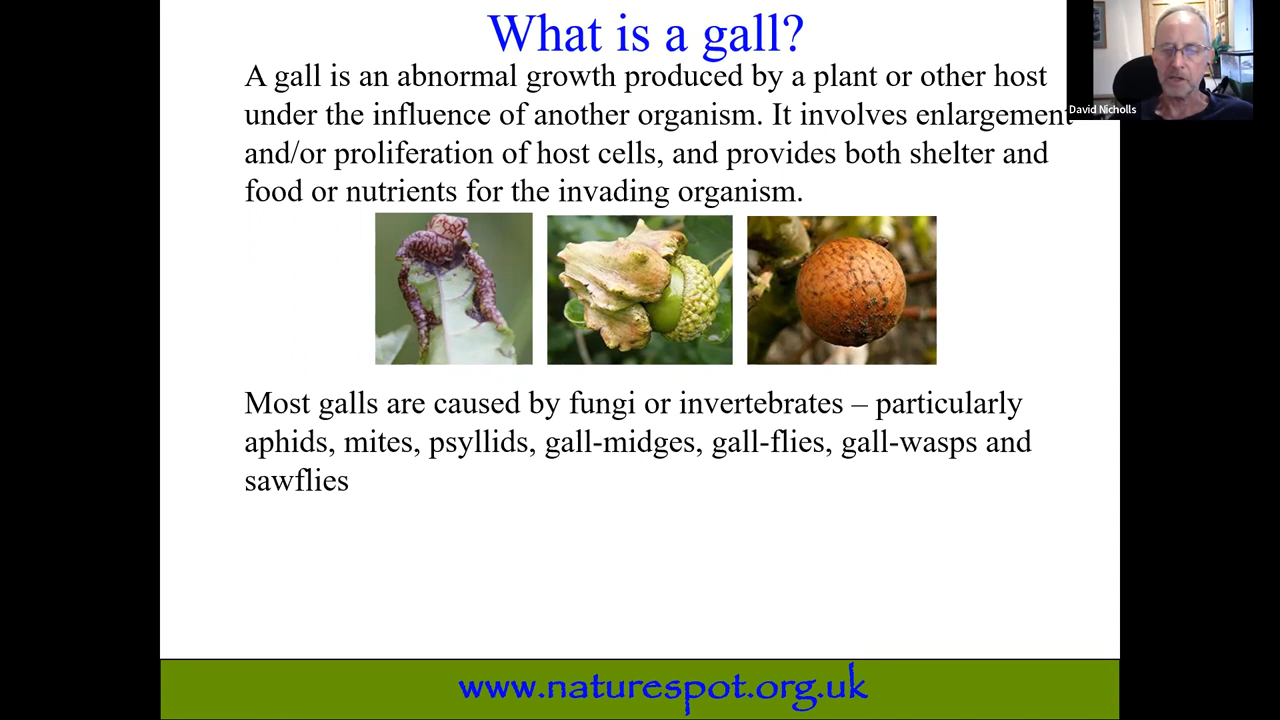 What is a gall?
A gall is an abnormal growth produced by a plant or other host
under the influence of another organism. It involves enlargement
and/or proliferation of host cells, and provides both shelter and
food or nutrients for the invading organism.
David Nicholls
Most galls are caused by fungi or invertebrates – particularly
aphids, mites, psyllids, gall-midges, gall-flies, gall-wasps and
sawflies
www.naturespot.org.uk